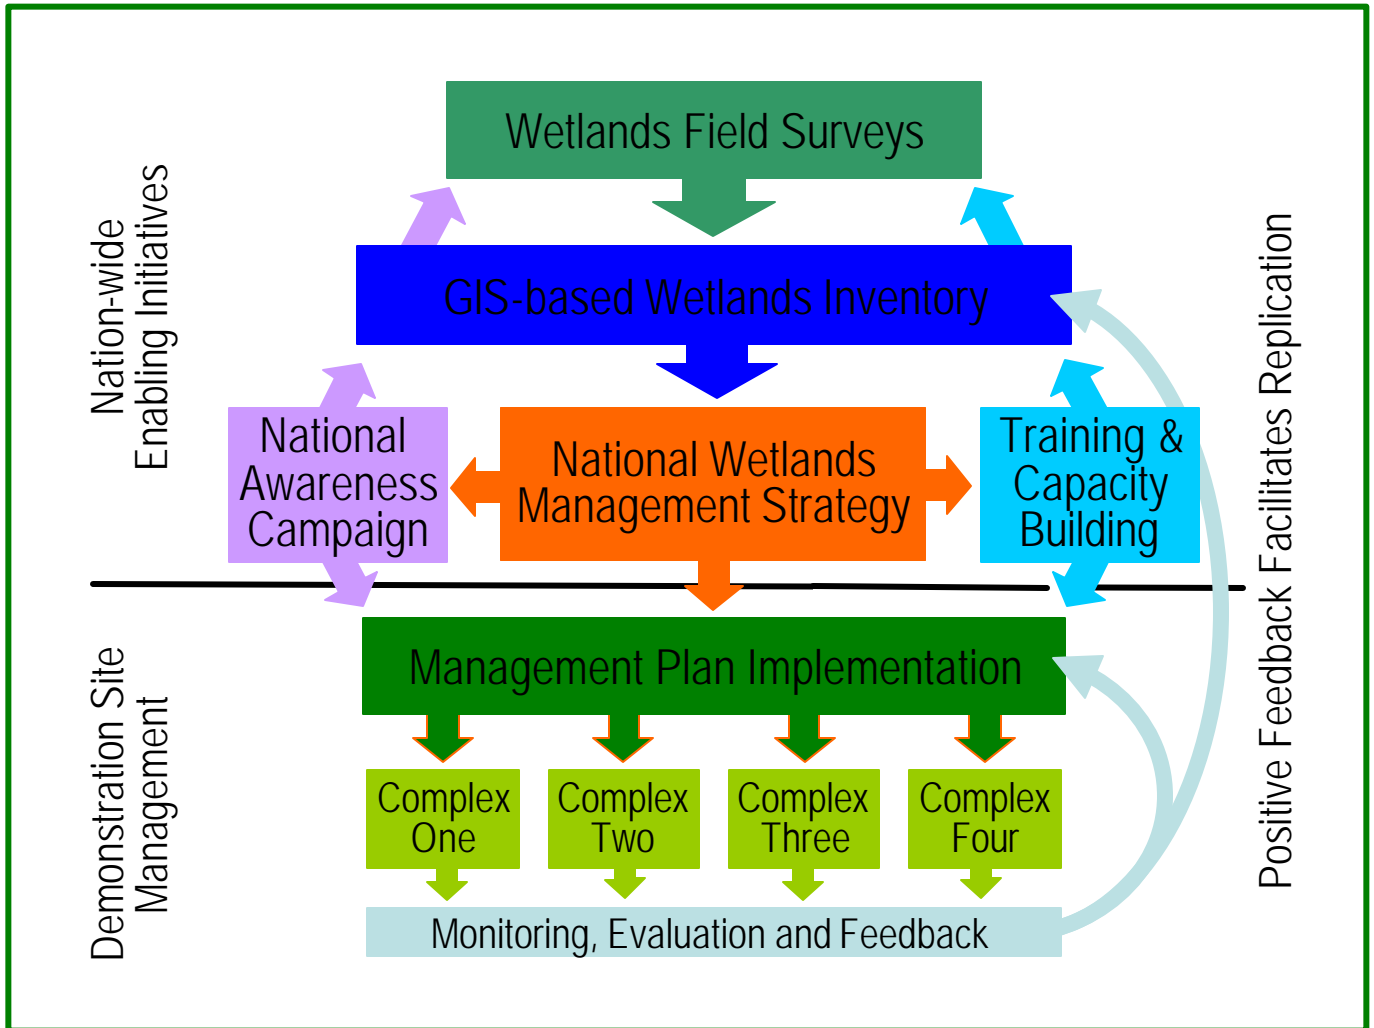 Wetlands Field Surveys
Nation-wide
Enabling Initiatives
GIS-based Wetlands Inventory
National
Awareness
Campaign
National Wetlands
Management Strategy
Training &
Capacity
Building
Positive Feedback Facilitates Replication
Demonstration Site
Management
Management Plan Implementation
Complex
One
Complex
Two
Complex
Three
Complex
Four
Monitoring, Evaluation and Feedback